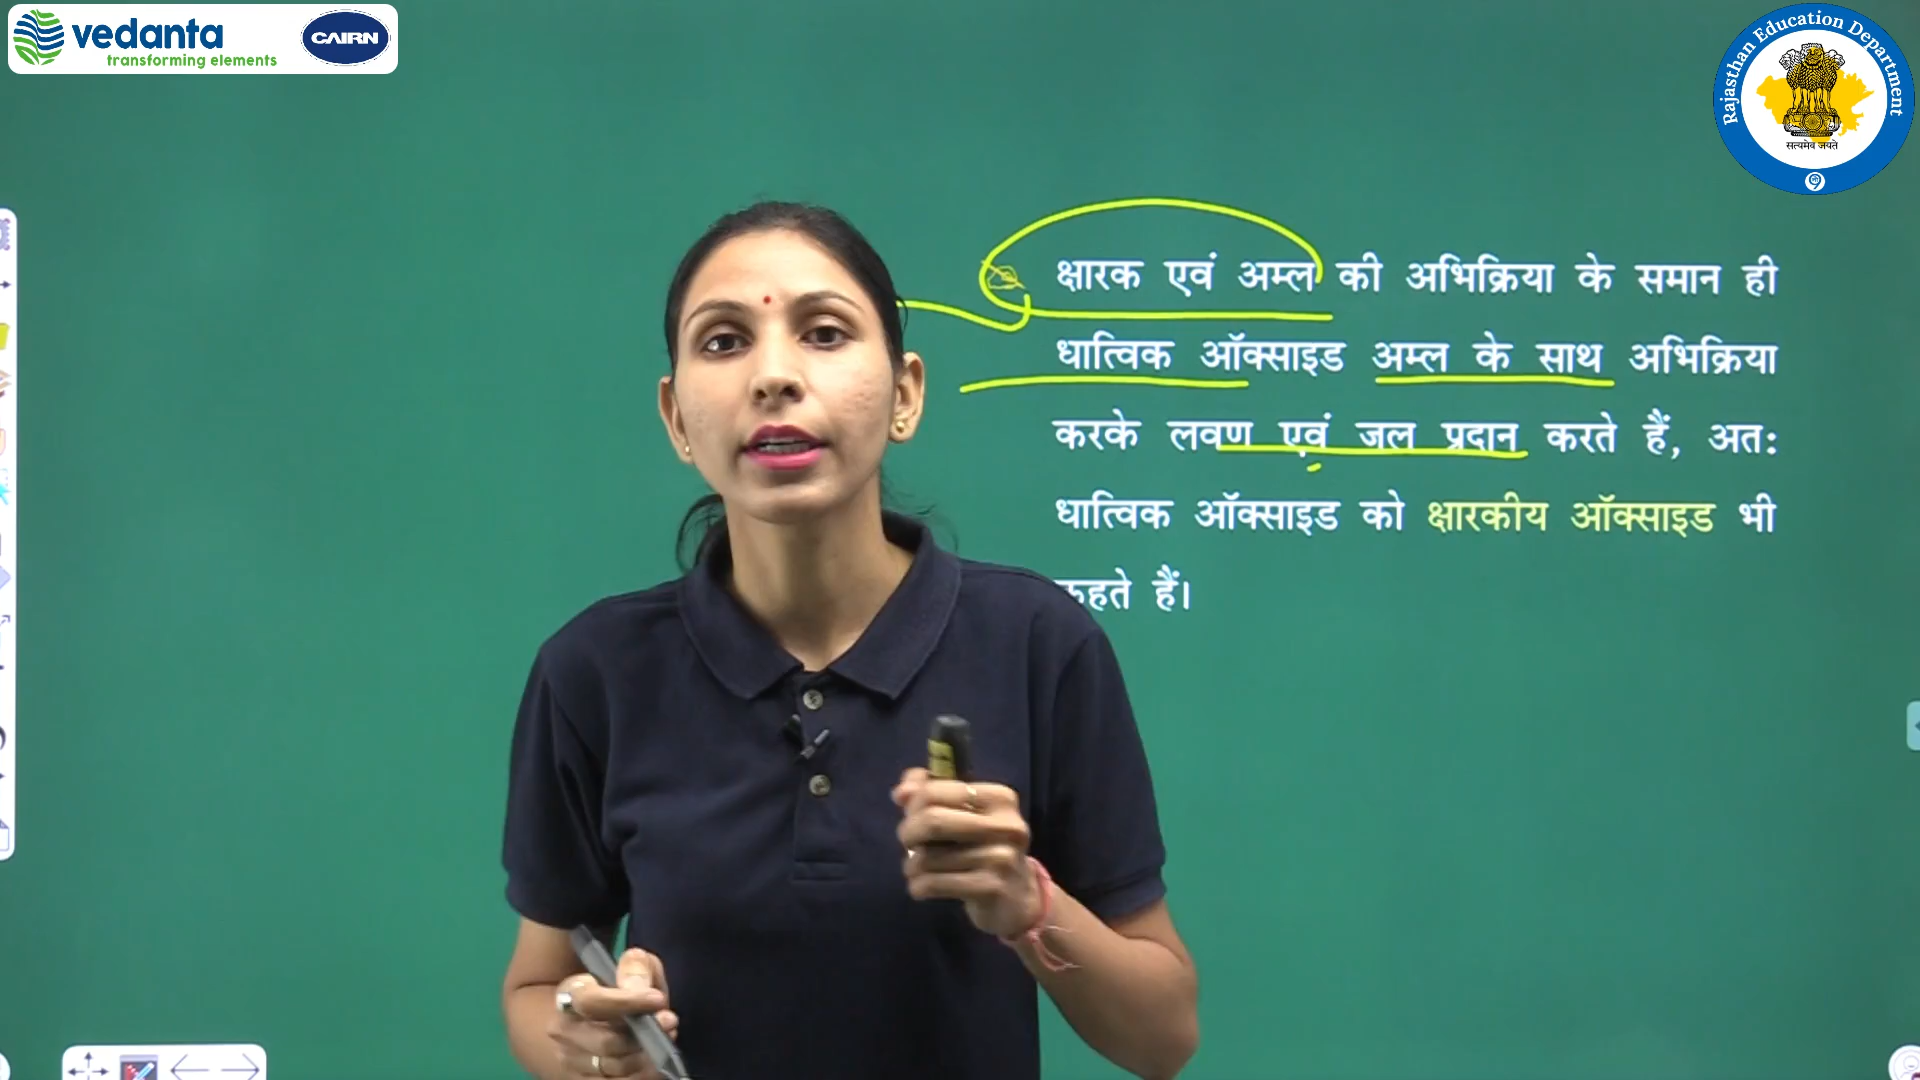 vedanta
transforming elements
CAIRN
Rajasthan Education Department
सत्यमेव जयते
क्षारक एवं अम्ल की अभिक्रिया के समान ही
धात्विक ऑक्साइड अम्ल के साथ अभिक्रिया
करके लवण एवं जल प्रदान करते हैं, अतः
धात्विक ऑक्साइड को क्षारकीय ऑक्साइड भी
कहते हैं।